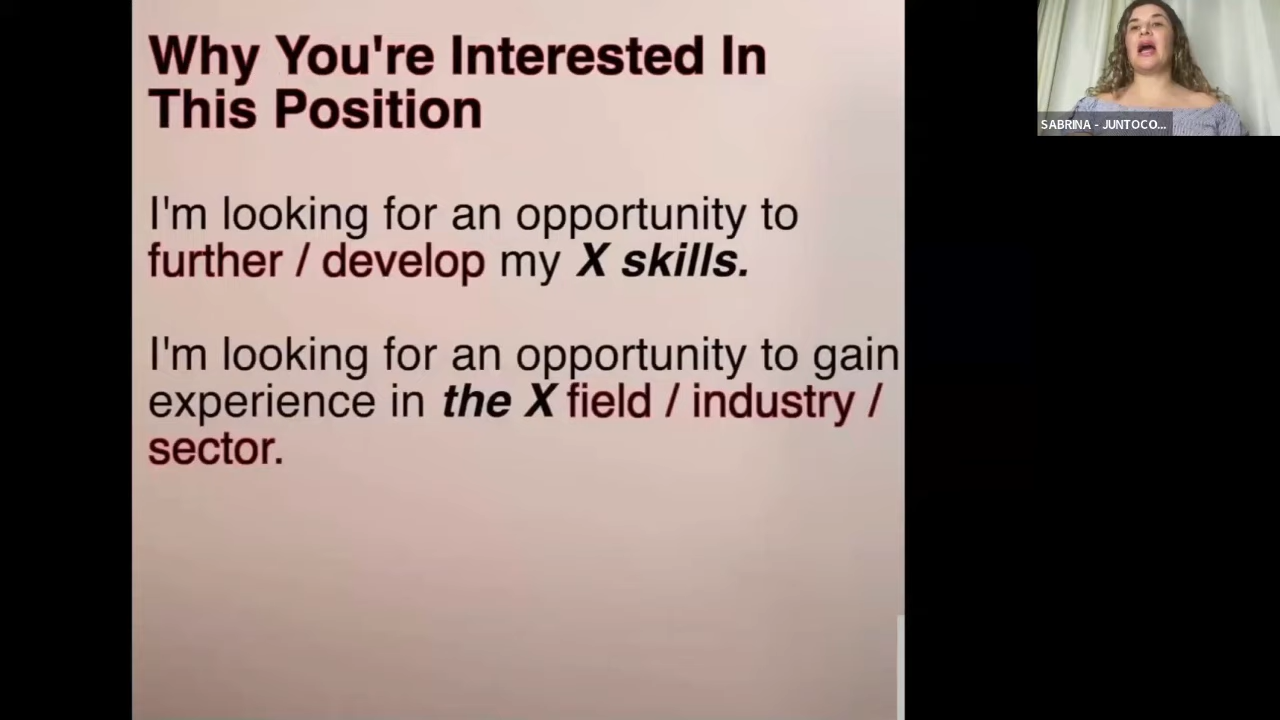 Why You're Interested In
This Position
I'm looking for an opportunity to
further / develop my X skills.
I'm looking for an opportunity to gain
experience in the X field / industry /
sector.
SABRINA - JUNTOCO...